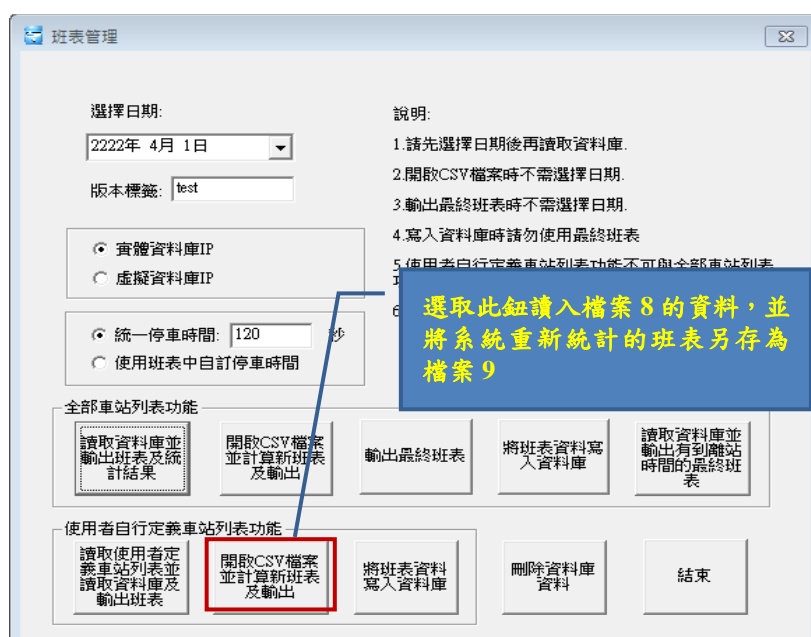 班表管理
選擇日期:
2222年 4月 1日
版本標籤: test
實體資料庫IP
虛擬資料庫IP
統一停車時間: 120 秒
使用班表中自訂停車時間
說明:
1.請先選擇日期後再讀取資料庫.
2.開啟CSV檔案時不需選擇日期.
3.輸出最終班表時不需選擇日期.
4.寫入資料庫時請勿使用最終班表
5.使用者自行定義車站列表功能不可與全部車站列表
選取此鈕讀入檔案 8 的資料，並
將系統重新統計的班表另存為
檔案 9
全部車站列表功能
讀取資料庫並
輸出班表及統
計結果
開啟CSV檔案
並計算新班表
及輸出
輸出最終班表
將班表資料寫
入資料庫
讀取資料庫並
輸出有到離站
時間的最終班
表
使用者自行定義車站列表功能
讀取使用者定
義車站列表並
讀取資料庫及
輸出班表
開啟CSV檔案
並計算新班表
及輸出
將班表資料
寫入資料庫
刪除資料庫
資料
結束